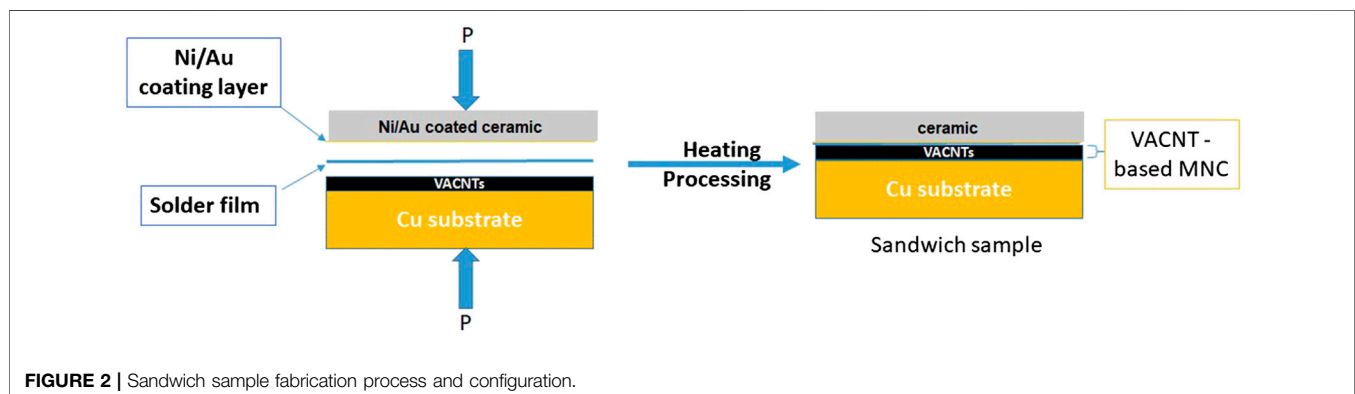 P
Ni/Au
coating layer
Ni/Au coated ceramic
Solder film
VACNTs
Cu substrate
P
Heating
Processing
ceramic
VACNTs
Cu substrate
VACNT -
based MNC
Sandwich sample
FIGURE 2 | Sandwich sample fabrication process and configuration.